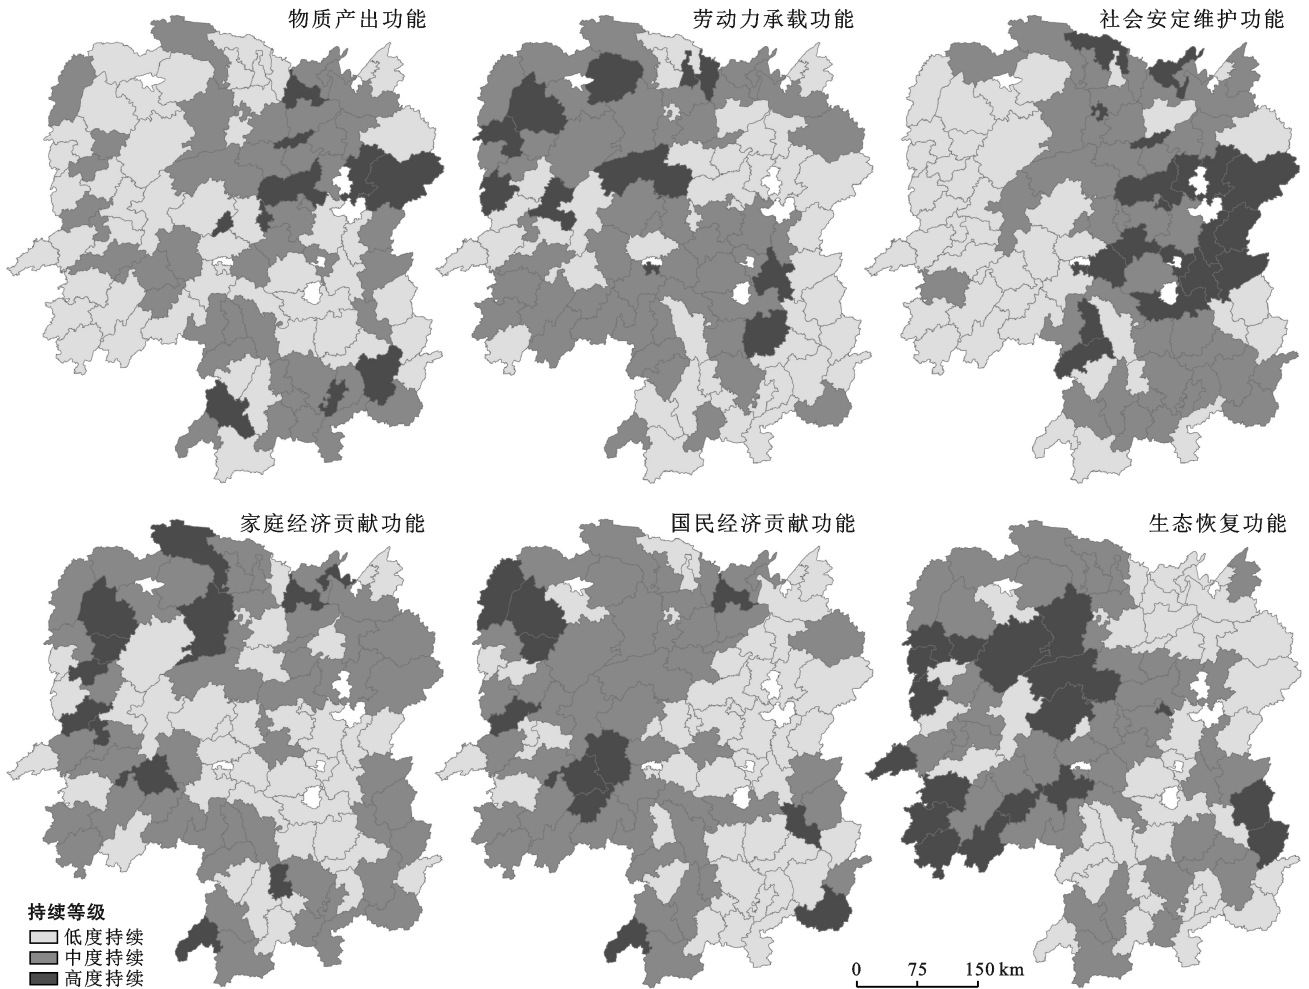 物质产出功能
劳动力承载功能
社会安定维护功能
家庭经济贡献功能
国民经济贡献功能
生态恢复功能
持续等级
低度持续
中度持续
高度持续
0 75 150 km